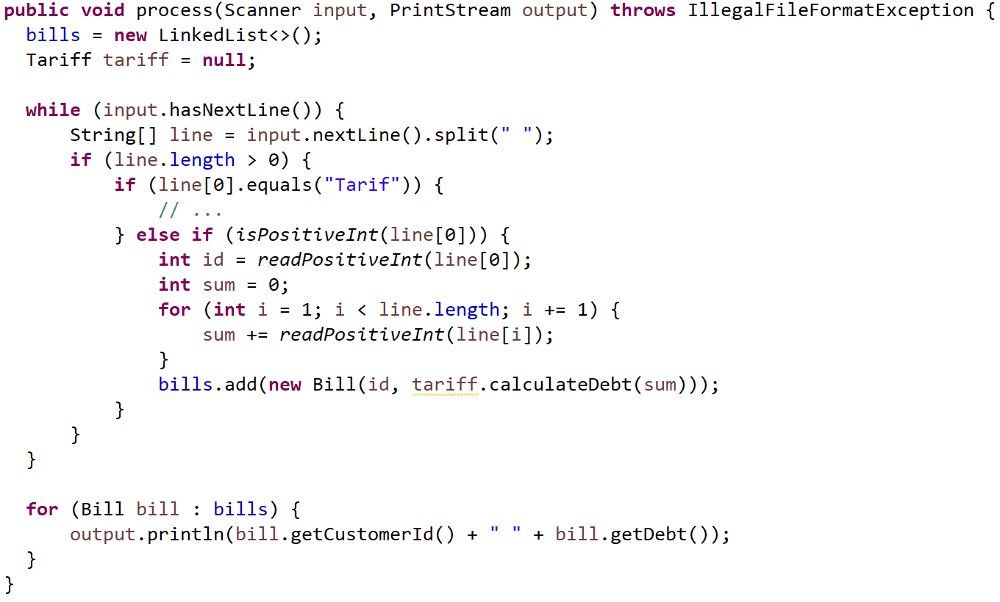 public void process(Scanner input, PrintStream output) throws IllegalFileFormatException {
  bills = new LinkedList<>();
  Tariff tariff = null;

  while (input.hasNextLine()) {
      String[] line = input.nextLine().split(" ");
      if (line.length > 0) {
          if (line[0].equals("Tarif")) {
              // ...
          } else if (isPositiveInt(line[0])) {
              int id = readPositiveInt(line[0]);
              int sum = 0;
              for (int i = 1; i < line.length; i += 1) {
                  sum += readPositiveInt(line[i]);
              }
              bills.add(new Bill(id, tariff.calculateDebt(sum)));
          }
      }
  }

  for (Bill bill : bills) {
      output.println(bill.getCustomerId() + " " + bill.getDebt());
  }
}